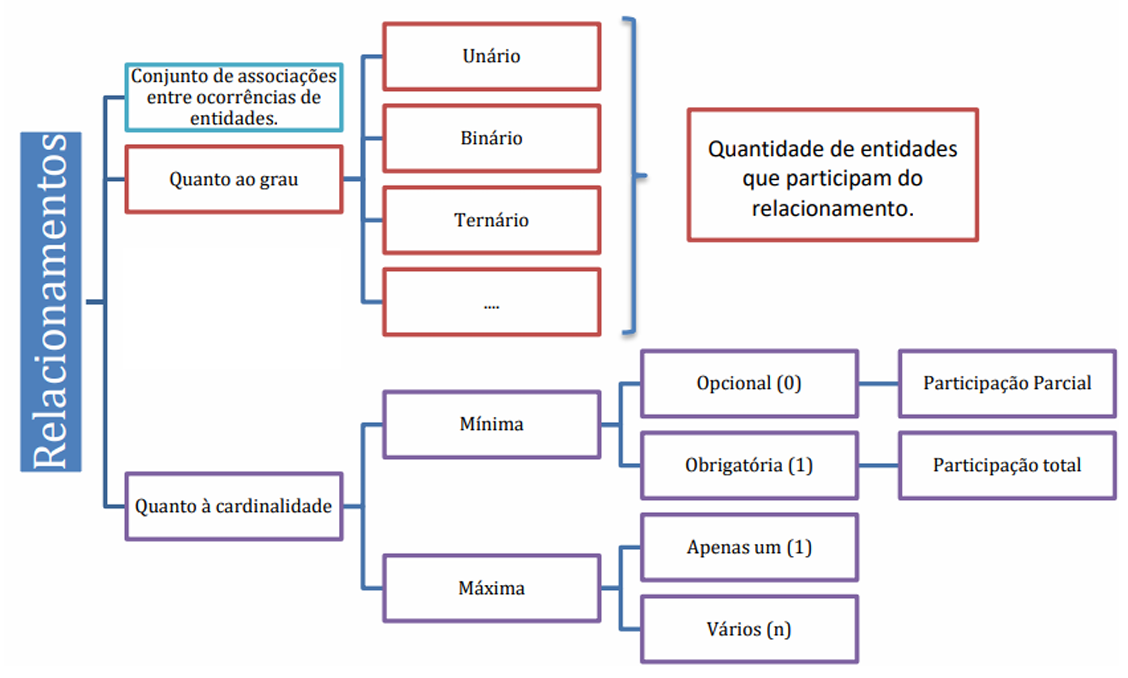 Relacionamentos
Conjunto de associações
entre ocorrências de
entidades.
Quanto ao grau
Unário
Binário
Ternário
....
Quantidade de entidades
que participam do
relacionamento.
Quanto à cardinalidade
Mínima
Opcional (0)
Participação Parcial
Obrigatória (1)
Participação total
Máxima
Apenas um (1)
Vários (n)